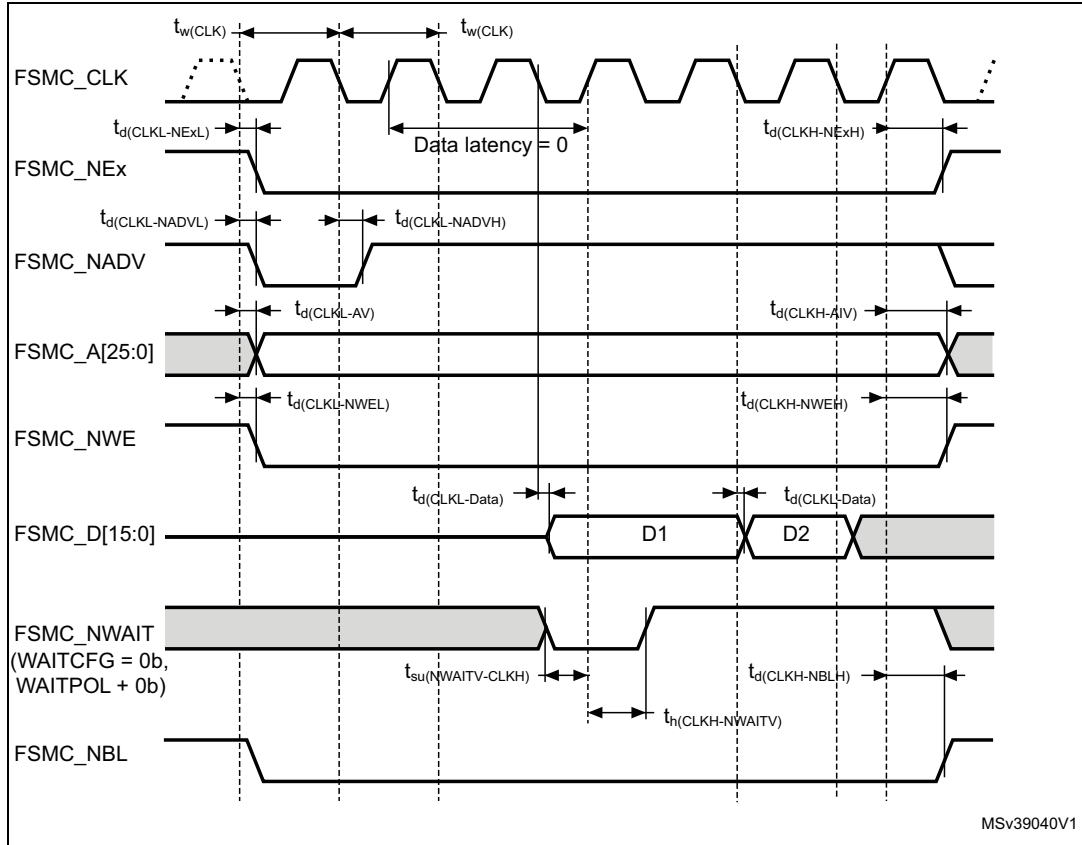 tw(CLK) tw(CLK)
FSMC_CLK
td(CLKL-NExL) Data latency = 0 td(CLKH-NExH)
FSMC_NEx
td(CLKL-NADVL) td(CLKL-NADVH)
FSMC_NADV
td(CLKL-AV) td(CLKH-AIV)
FSMC_A[25:0]
td(CLKL-NWEL) td(CLKH-NWEH)
FSMC_NWE
td(CLKL-Data) td(CLKL-Data)
FSMC_D[15:0] D1 D2
FSMC_NWAIT
(WAITCFG = 0b,
WAITPOL + 0b)
tsu(NWAITV-CLKH) td(CLKH-NBLH)
th(CLKH-NWAITV)
FSMC_NBL
MSv39040V1